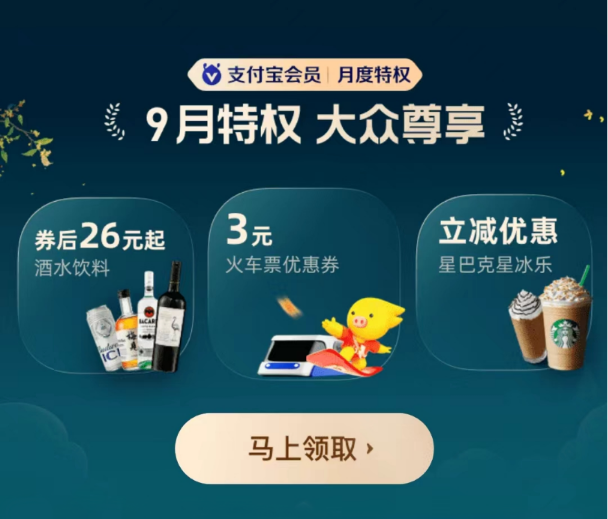 支付宝会员 | 月度特权
9月特权 大众尊享
券后26元起
酒水饮料
3元
火车票优惠券
立减优惠
星巴克星冰乐
BACARDI
ICE
马上领取 ›